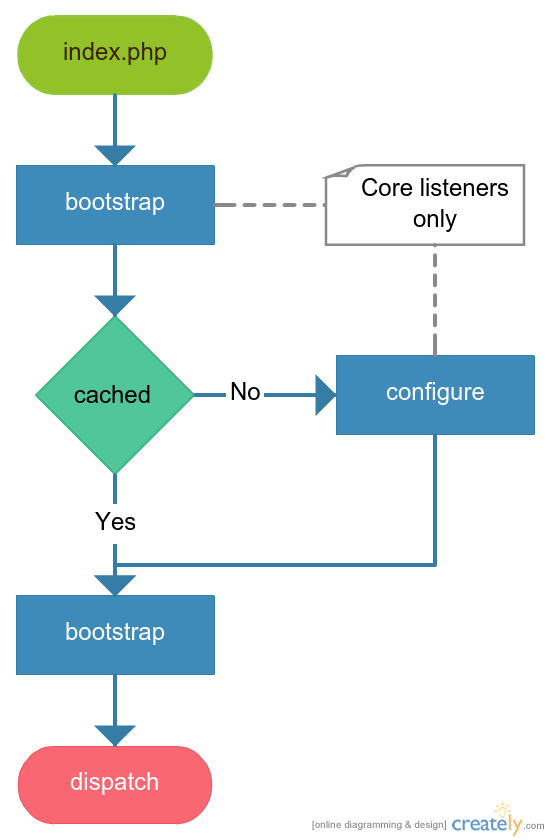 index.php
bootstrap
Core listeners
only
cached
No
configure
Yes
bootstrap
dispatch
[online diagramming & design] creately.com